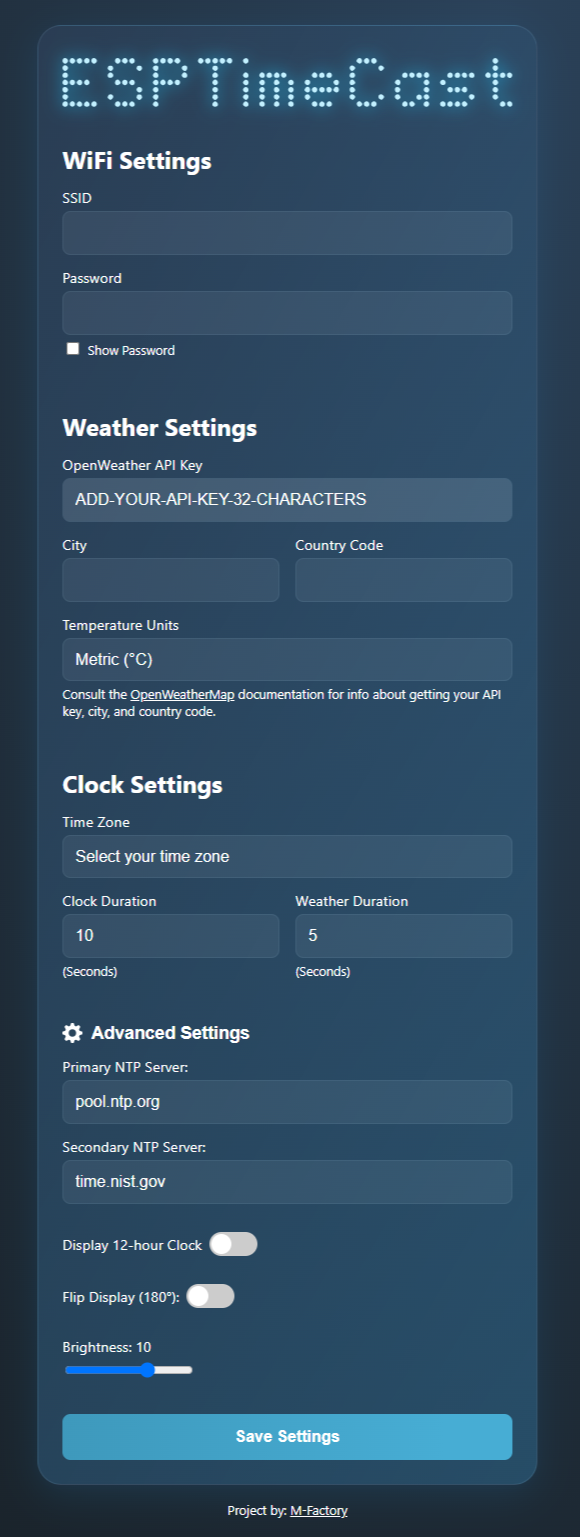 ESPTimeCast
WiFi Settings
SSID
Password
Show Password
Weather Settings
OpenWeather API Key
ADD-YOUR-API-KEY-32-CHARACTERS
City
Country Code
Temperature Units
Metric (°C)
Consult the OpenWeatherMap documentation for info about getting your API
key, city, and country code.
Clock Settings
Time Zone
Select your time zone
Clock Duration
Weather Duration
10
5
(Seconds)
(Seconds)
Advanced Settings
Primary NTP Server:
pool.ntp.org
Secondary NTP Server:
time.nist.gov
Display 12-hour Clock
Flip Display (180°):
Brightness: 10
Save Settings
Project by: M-Factory